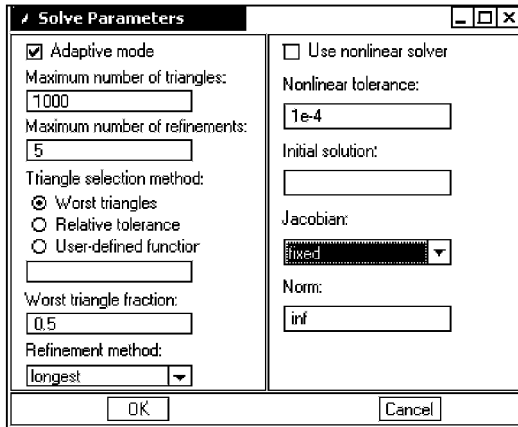 Solve Parameters
Adaptive mode
Maximum number of triangles:
1000
Maximum number of refinements:
5
Triangle selection method:
Worst triangles
Relative tolerance
User-defined functior
Worst triangle fraction:
0.5
Refinement method:
longest
Use nonlinear solver
Nonlinear tolerance:
1e-4
Initial solution:
Jacobian:
fixed
Norm:
inf
OK
Cancel